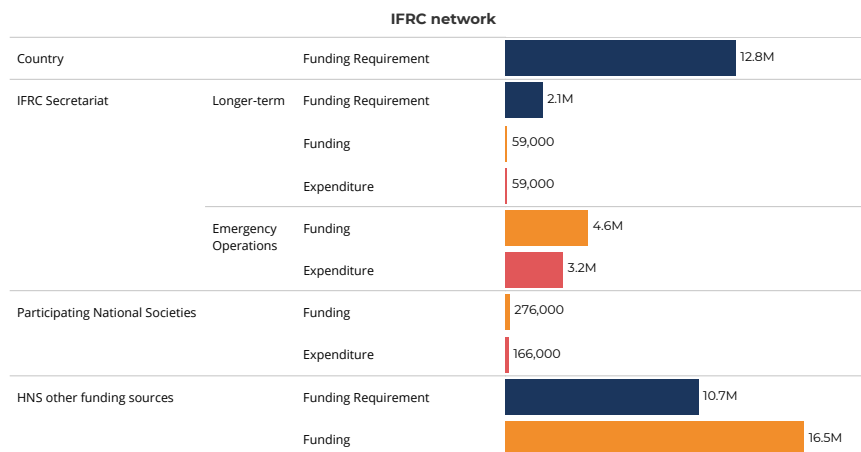 IFRC network
Country Funding Requirement 12.8M
IFRC Secretariat Longer-term Funding Requirement 2.1M
Funding 59,000
Expenditure 59,000
Emergency Operations Funding 4.6M
Expenditure 3.2M
Participating National Societies Funding 276,000
Expenditure 166,000
HNS other funding sources Funding Requirement 10.7M
Funding 16.5M